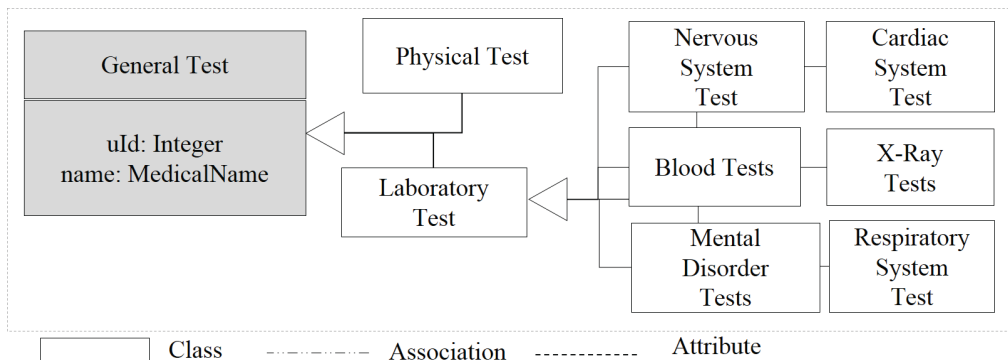 General Test
uId: Integer
name: MedicalName
Physical Test
Laboratory
Test
Nervous
System
Test
Cardiac
System
Test
Blood Tests
X-Ray
Tests
Mental
Disorder
Tests
Respiratory
System
Test
Class
Association
Attribute